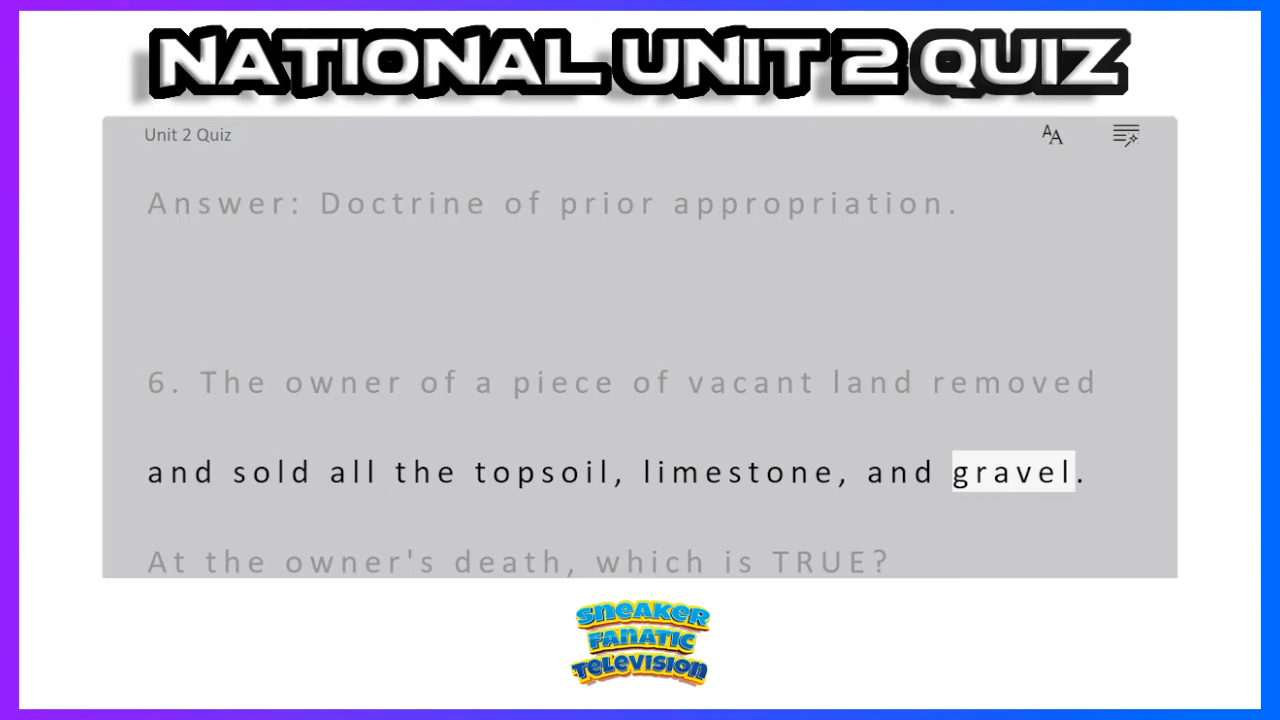 NATIONAL UNIT 2 QUIZ
Unit 2 Quiz
Answer: Doctrine of prior appropriation.
6. The owner of a piece of vacant land removed
and sold all the topsoil, limestone, and gravel.
At the owner's death, which is TRUE?
SNEAKER
FANATIC
TELEVISION